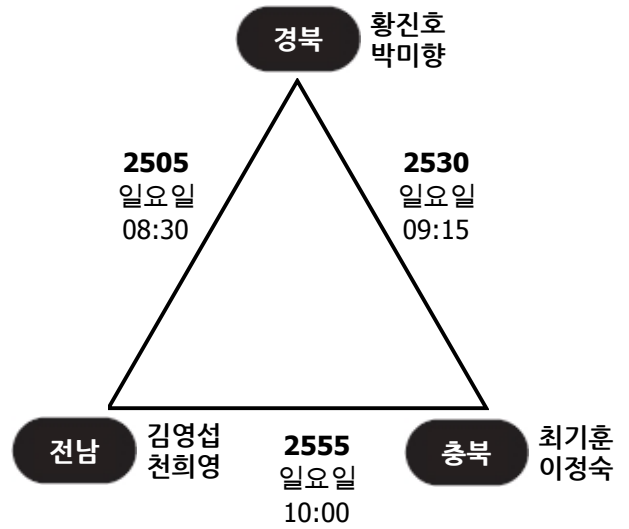 경북
황진호
박미향
2505
일요일
08:30
2530
일요일
09:15
전남
김영섭
천희영
2555
일요일
10:00
충북
최기훈
이정숙